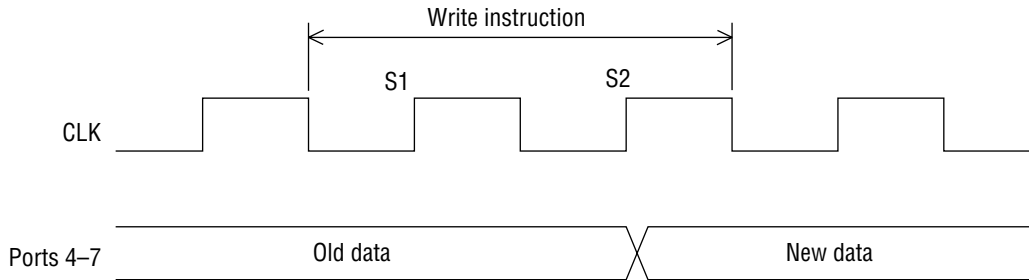 Write instruction
S1
S2
CLK
Ports 4–7
Old data
New data